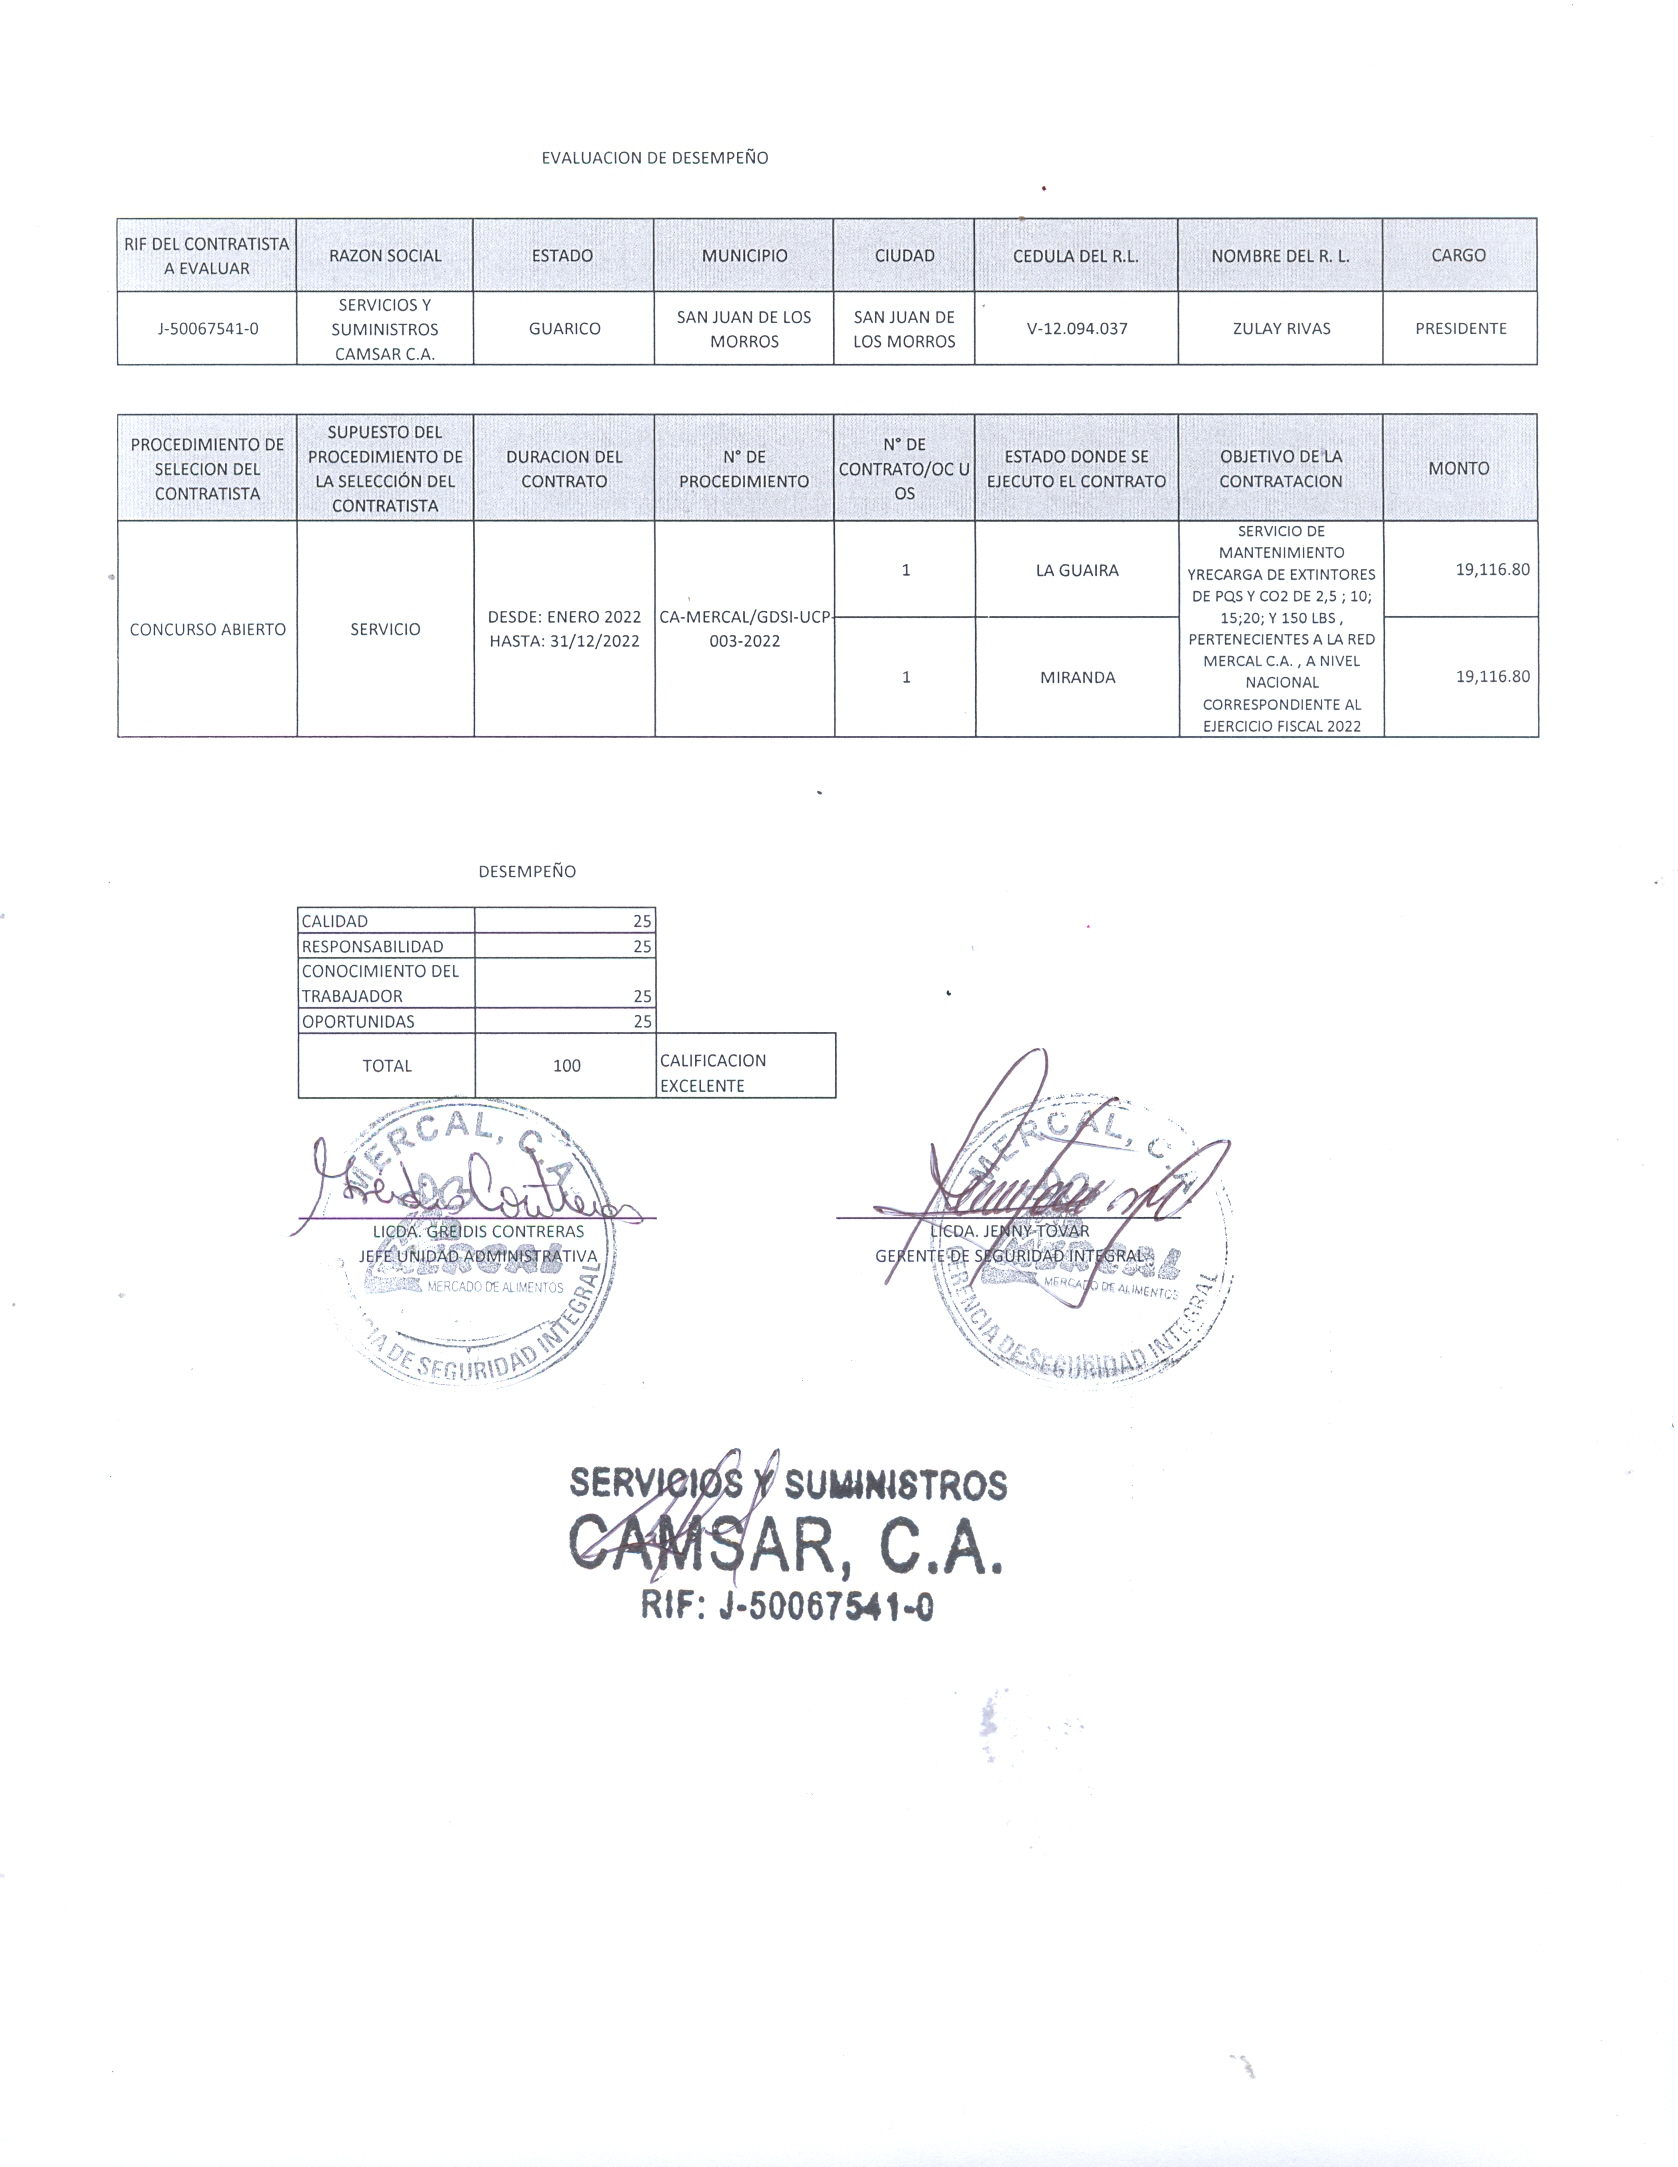 EVALUACION DE DESEMPEÑO
RIF DEL CONTRATISTA
A EVALUAR
RAZON SOCIAL
ESTADO
MUNICIPIO
CIUDAD
CEDULA DEL R.L.
NOMBRE DEL R. L.
CARGO
J-50067541-0
SERVICIOS Y
SUMINISTROS
CAMSAR C.A.
GUARICO
SAN JUAN DE LOS
MORROS
SAN JUAN DE
LOS MORROS
V-12.094.037
ZULAY RIVAS
PRESIDENTE
PROCEDIMIENTO DE
SELECION DEL
CONTRATISTA
SUPUESTO DEL
PROCEDIMIENTO DE
LA SELECCIÓN DEL
CONTRATISTA
DURACION DEL
CONTRATO
N° DE
PROCEDIMIENTO
N° DE
CONTRATO/OC U
OS
ESTADO DONDE SE
EJECUTO EL CONTRATO
OBJETIVO DE LA
CONTRATACION
MONTO
CONCURSO ABIERTO
SERVICIO
DESDE: ENERO 2022
HASTA: 31/12/2022
CA-MERCAL/GDSI-UCP-
003-2022
1
LA GUAIRA
1
MIRANDA
SERVICIO DE
MANTENIMIENTO
YRECARGA DE EXTINTORES
DE PQS Y CO2 DE 2,5 ; 10;
15;20; Y 150 LBS ,
PERTENECIENTES A LA RED
MERCAL C.A. , A NIVEL
NACIONAL
CORRESPONDIENTE AL
EJERCICIO FISCAL 2022
19,116.80
19,116.80
DESEMPEÑO
CALIDAD 25
RESPONSABILIDAD 25
CONOCIMIENTO DEL
TRABAJADOR 25
OPORTUNIDAS 25
TOTAL 100
CALIFICACION
EXCELENTE
MERCAL, C.A
Greidis Contreras
LICDA. GREIDIS CONTRERAS
JEFE UNIDAD ADMINISTRATIVA
MERCAL
MERCADO DE ALIMENTOS
DE SEGURIDAD INTEGRAL
MERCAL, C.A
LICDA. JENNY TOVAR
GERENTE DE SEGURIDAD INTEGRAL
MERCAL
MERCADO DE ALIMENTOS
GERENCIA DE SEGURIDAD INTEGRAL
SERVICIOS Y SUMINISTROS
CAMSAR, C.A.
RIF: J-50067541-0